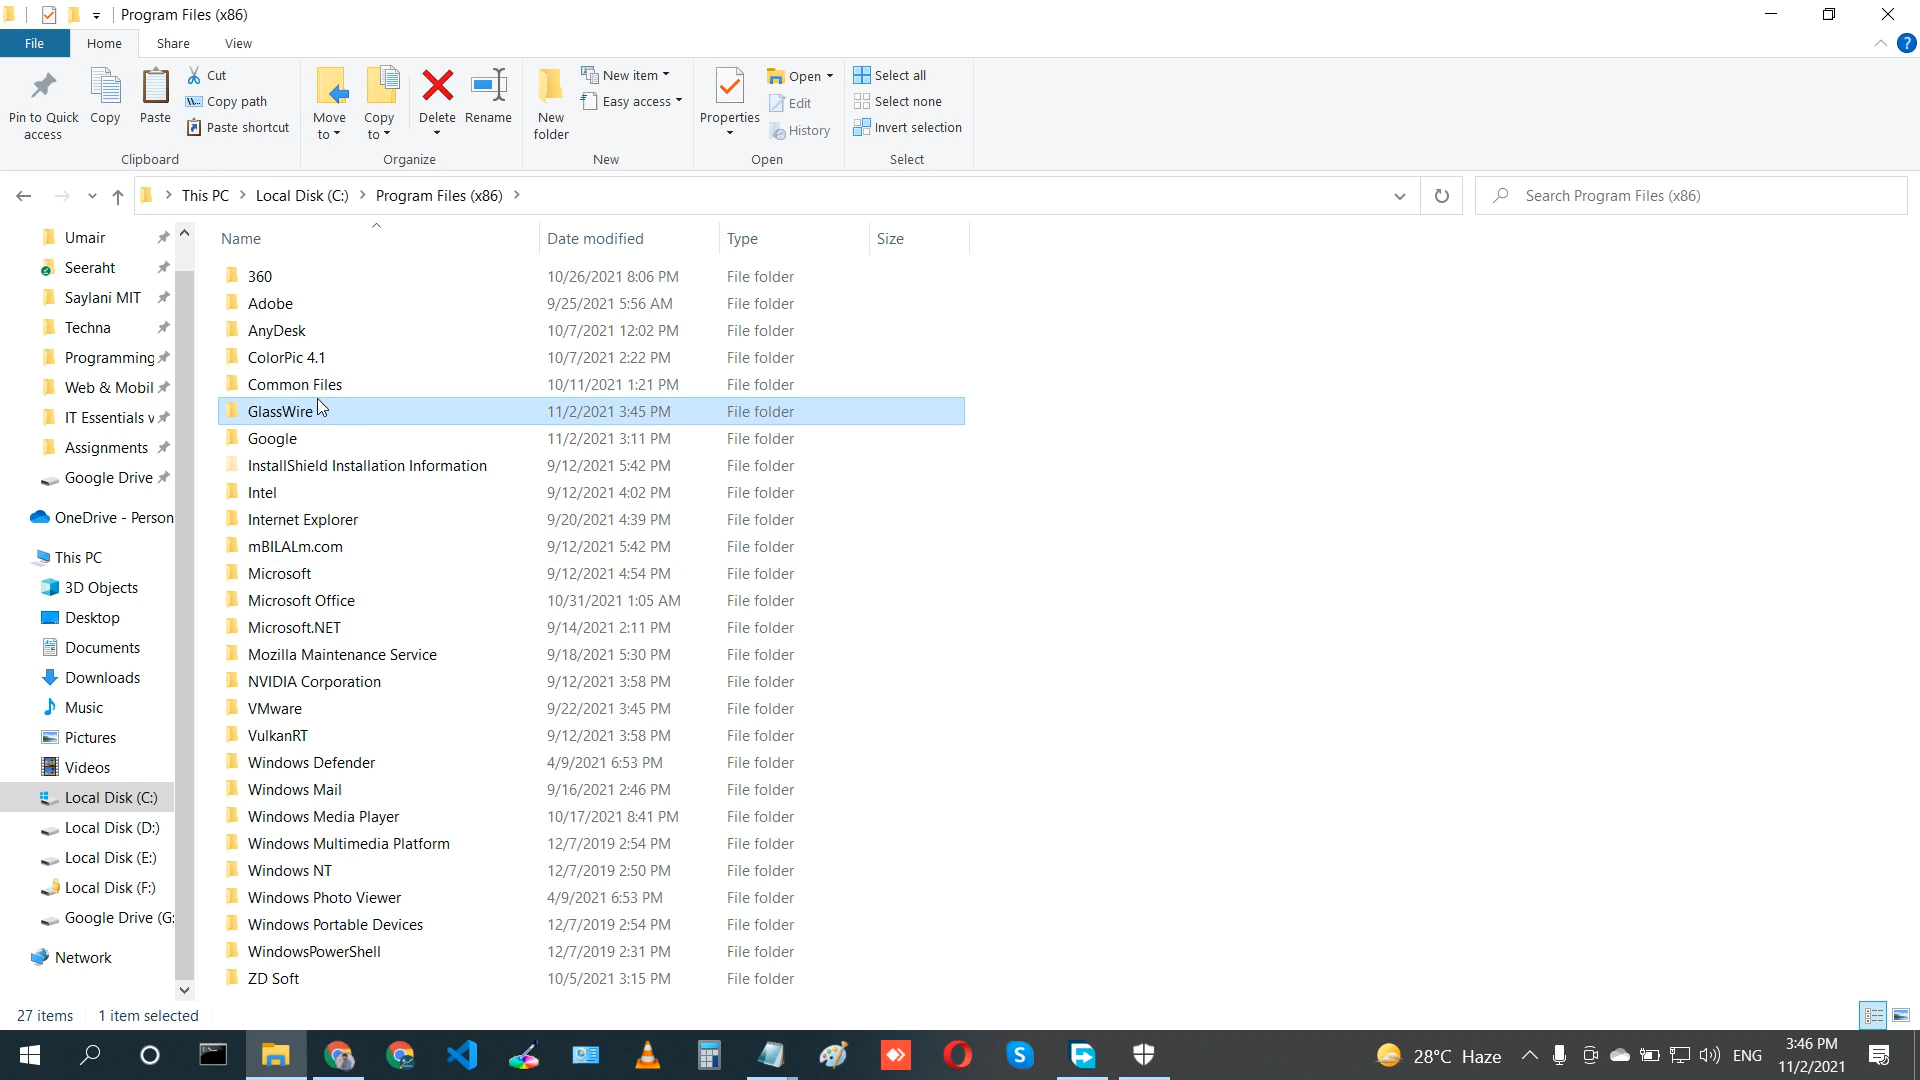 Program Files (x86)
File Home Share View
Pin to Quick access
Copy
Paste
Cut
Copy path
Paste shortcut
Clipboard
Move to
Copy to
Delete
Rename
Organize
New folder
New item
Easy access
New
Properties
Open
Edit
History
Open
Select all
Select none
Invert selection
Select
This PC Local Disk (C:) Program Files (x86)
Search Program Files (x86)
Umair
Seeraht
Saylani MIT
Techna
Programming
Web & Mobil
IT Essentials v
Assignments
Google Drive
OneDrive - Person
This PC
3D Objects
Desktop
Documents
Downloads
Music
Pictures
Videos
Local Disk (C:)
Local Disk (D:)
Local Disk (E:)
Local Disk (F:)
Google Drive (G:
Network
Name Date modified Type Size
360 10/26/2021 8:06 PM File folder
Adobe 9/25/2021 5:56 AM File folder
AnyDesk 10/7/2021 12:02 PM File folder
ColorPic 4.1 10/7/2021 2:22 PM File folder
Common Files 10/11/2021 1:21 PM File folder
GlassWire 11/2/2021 3:45 PM File folder
Google 11/2/2021 3:11 PM File folder
InstallShield Installation Information 9/12/2021 5:42 PM File folder
Intel 9/12/2021 4:02 PM File folder
Internet Explorer 9/20/2021 4:39 PM File folder
mBILALm.com 9/12/2021 5:42 PM File folder
Microsoft 9/12/2021 4:54 PM File folder
Microsoft Office 10/31/2021 1:05 AM File folder
Microsoft.NET 9/14/2021 2:11 PM File folder
Mozilla Maintenance Service 9/18/2021 5:30 PM File folder
NVIDIA Corporation 9/12/2021 3:58 PM File folder
VMware 9/22/2021 3:45 PM File folder
VulkanRT 9/12/2021 3:58 PM File folder
Windows Defender 4/9/2021 6:53 PM File folder
Windows Mail 9/16/2021 2:46 PM File folder
Windows Media Player 10/17/2021 8:41 PM File folder
Windows Multimedia Platform 12/7/2019 2:54 PM File folder
Windows NT 12/7/2019 2:50 PM File folder
Windows Photo Viewer 4/9/2021 6:53 PM File folder
Windows Portable Devices 12/7/2019 2:54 PM File folder
WindowsPowerShell 12/7/2019 2:31 PM File folder
ZD Soft 10/5/2021 3:15 PM File folder
27 items 1 item selected
28°C Haze
ENG
3:46 PM
11/2/2021